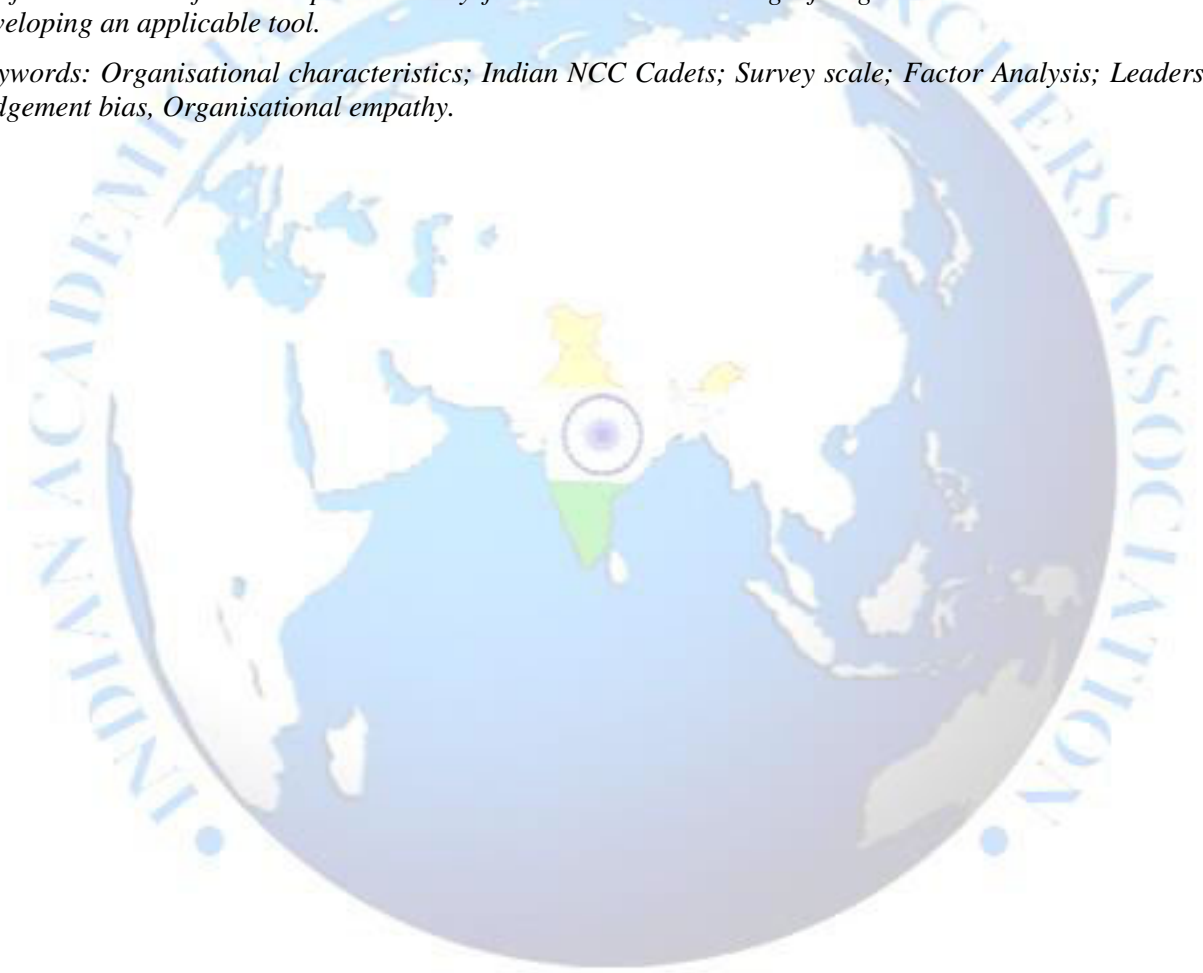 veloping an applicable tool.
ywords: Organisational characteristics; Indian NCC Cadets; Survey scale; Factor Analysis; Leaders
dgement bias, Organisational empathy.
INDIAN ACADEMI
RCHERS ASSOCIATION